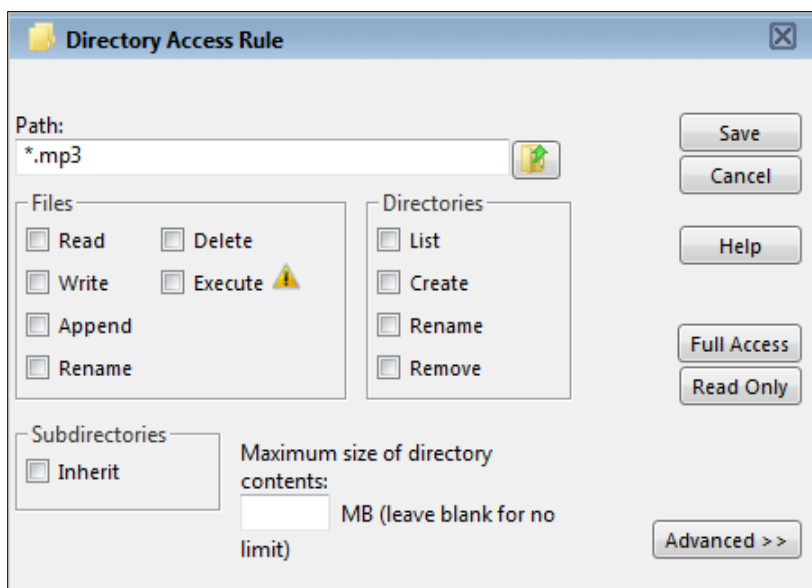 Directory Access Rule
Path:
*.mp3
Save
Cancel
Help
Files
Read
Delete
Write
Execute
Append
Rename
Directories
List
Create
Rename
Remove
Full Access
Read Only
Subdirectories
Inherit
Maximum size of directory
contents:
MB (leave blank for no
limit)
Advanced >>